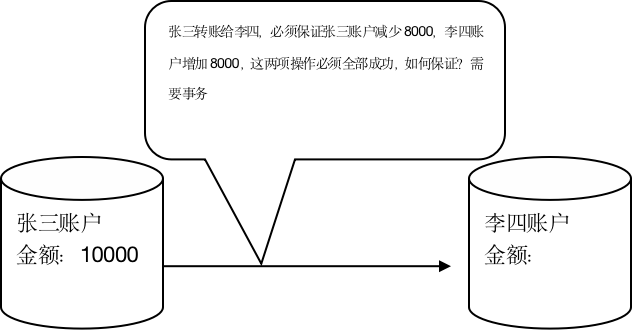 张三转账给李四，必须保证张三账户减少 8000，李四账
户增加 8000，这两项操作必须全部成功，如何保证？需
要事务
张三账户
金额： 10000
李四账户
金额：